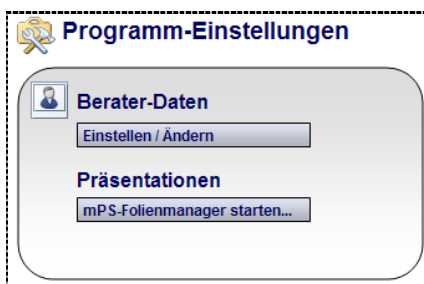 Programm-Einstellungen
Berater-Daten
Einstellen / Ändern
Präsentationen
mPS-Folienmanager starten...